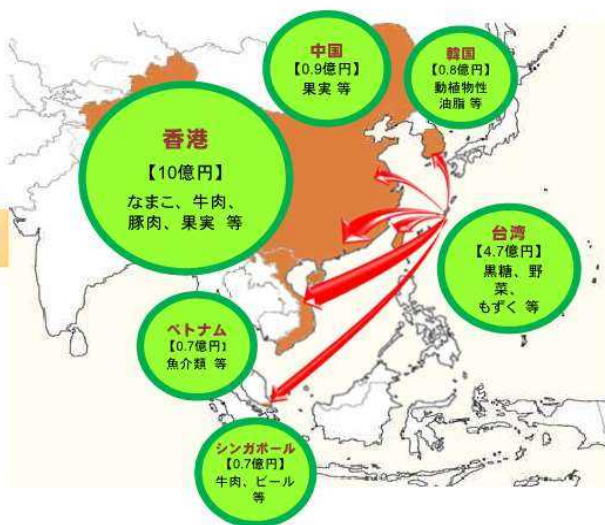 中国
【0.9億円】
果実 等
韓国
【0.8億円】
動植物性
油脂 等
香港
【10億円】
なまこ、牛肉、
豚肉、果実 等
台湾
【4.7億円】
黒糖、野
菜、
もずく 等
ベトナム
【0.7億円】
魚介類 等
シンガポール
【0.7億円】
牛肉、ビール
等